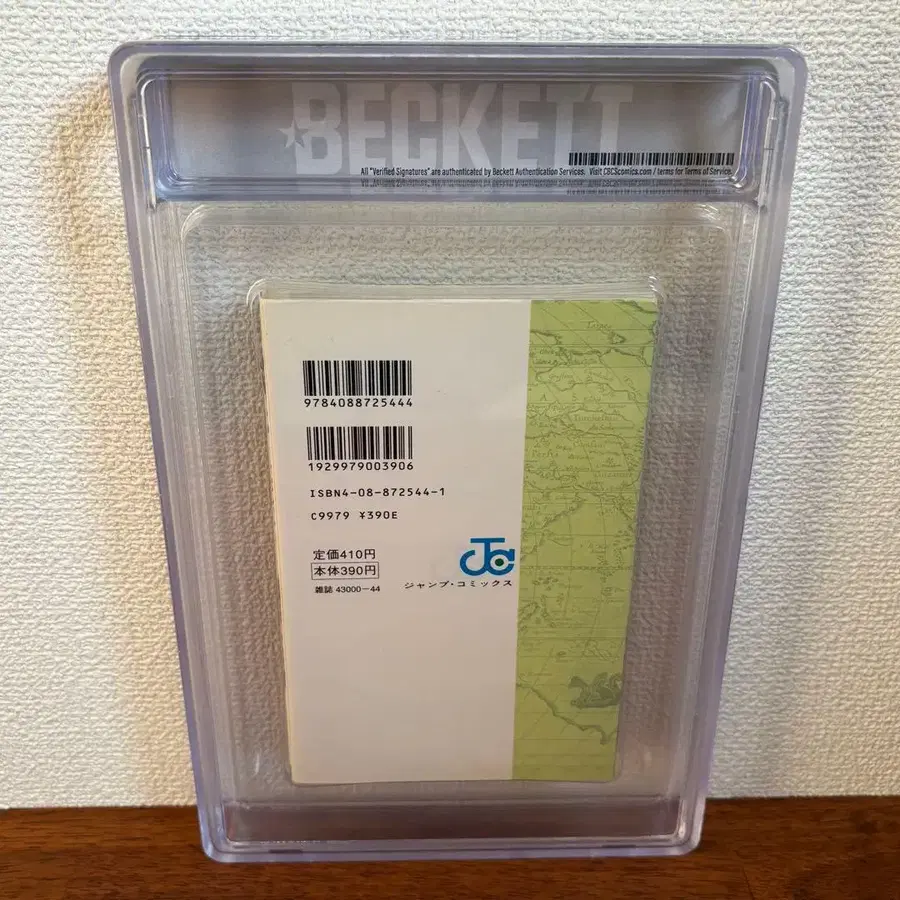 BECKETT
All "Verified Signatures" are authenticated by Beckett Authentication Services. Visit CBCScomics.com / terms for Terms of Service.
9784088725444
1929979003906
ISBN4-08-872544-1
C9979 ¥390E
定価410円
本体390円
雑誌 43000-44
ジャンプ・コミックス